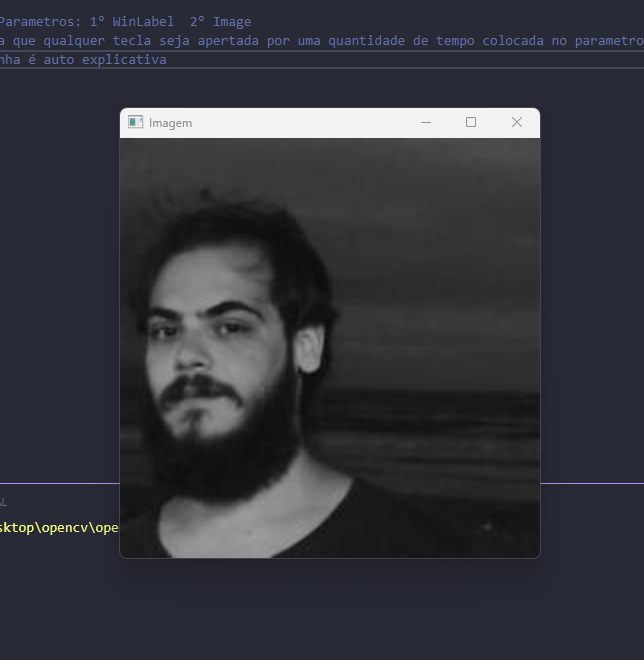 Parametros: 1º WinLabel  2º Image
a que qualquer tecla seja apertada por uma quantidade de tempo colocada no parametro
nha é auto explicativa
Imagem
AL
sktop\opencv\ope